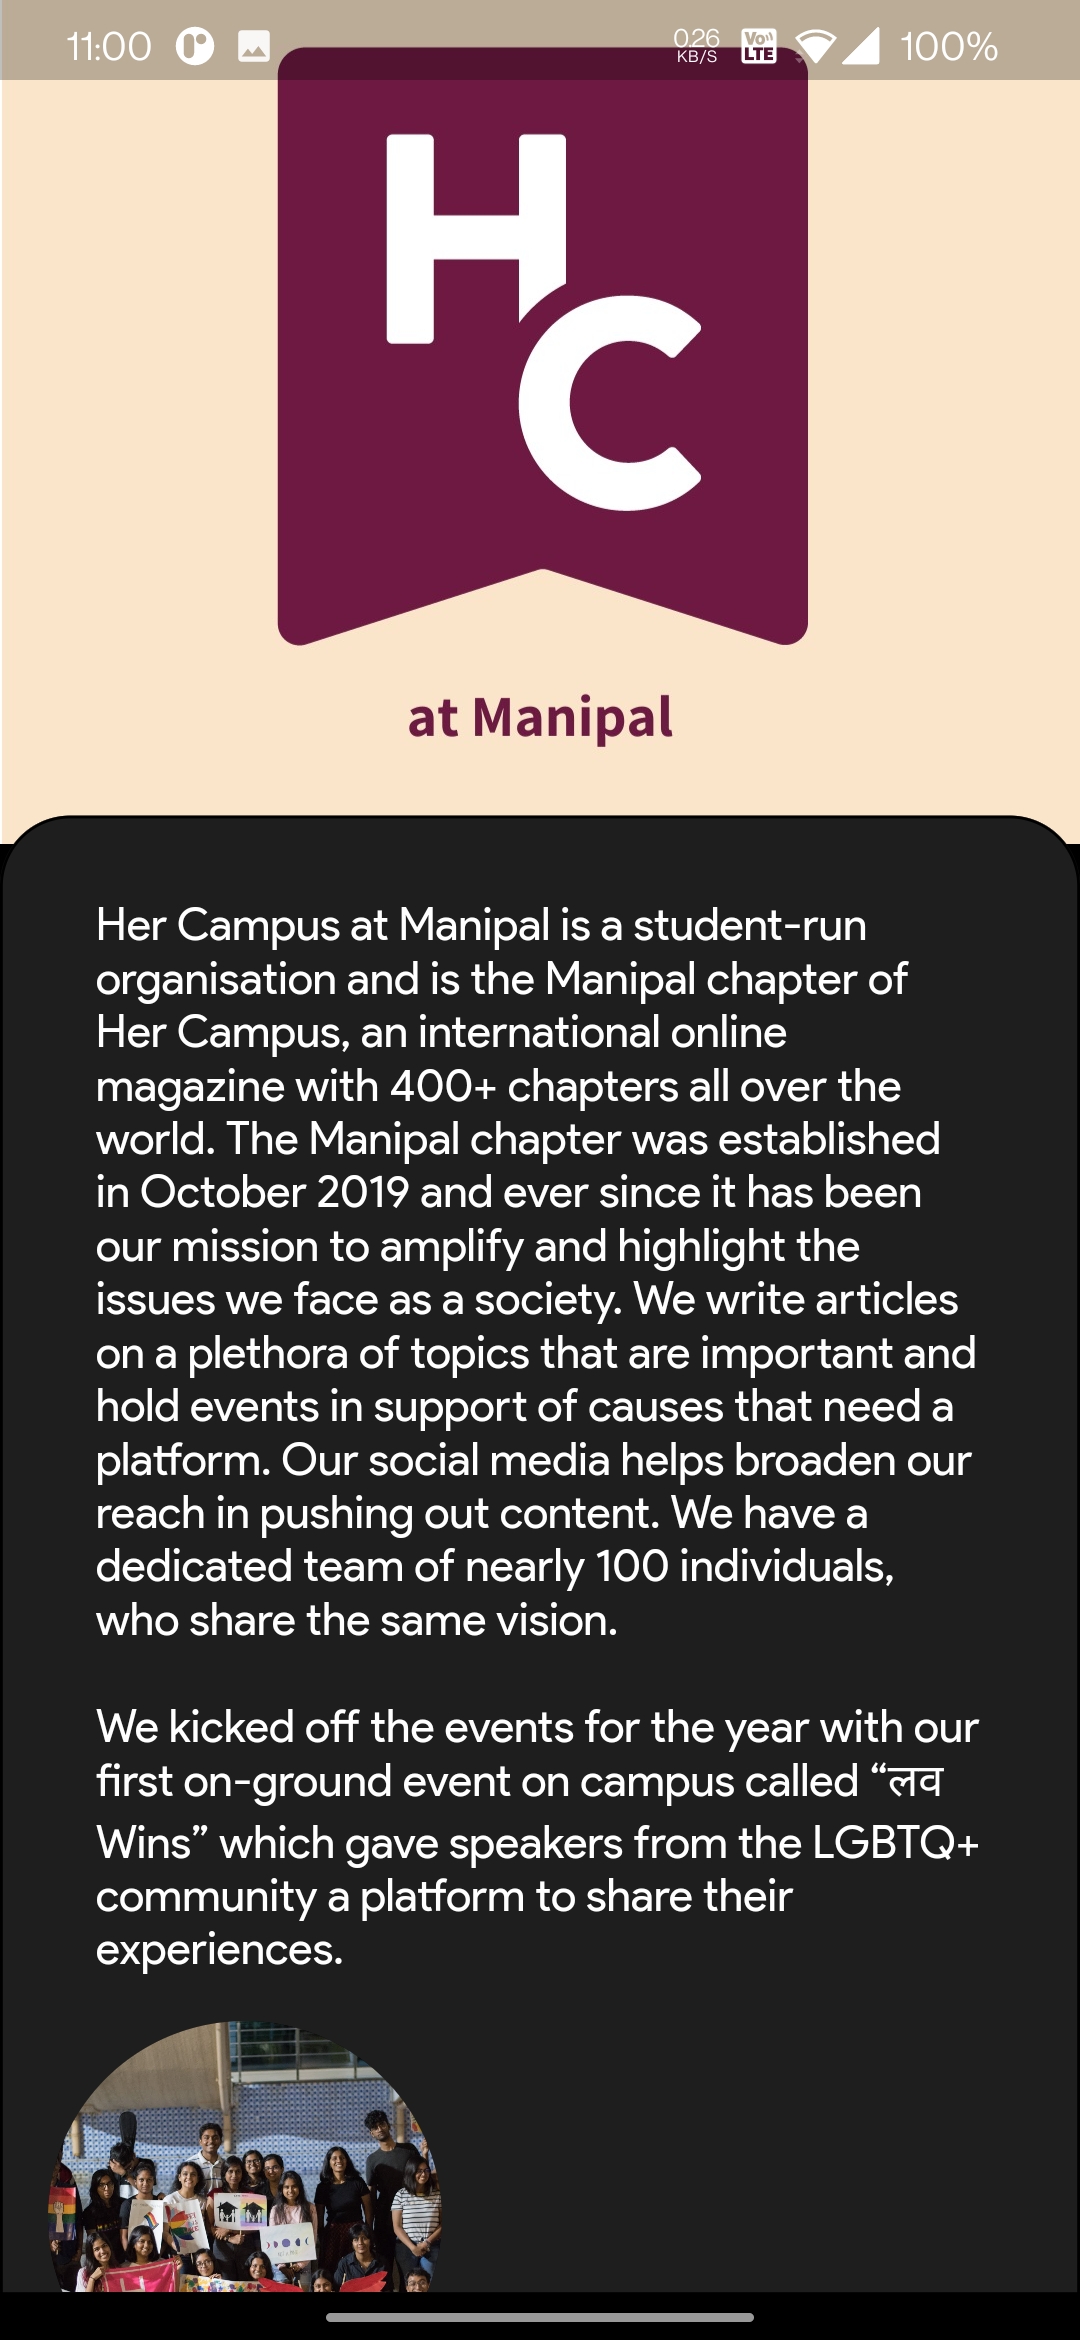 11:00
0.26
KB/S
Vo))
LTE
100%
H
C
at Manipal
Her Campus at Manipal is a student-run
organisation and is the Manipal chapter of
Her Campus, an international online
magazine with 400+ chapters all over the
world. The Manipal chapter was established
in October 2019 and ever since it has been
our mission to amplify and highlight the
issues we face as a society. We write articles
on a plethora of topics that are important and
hold events in support of causes that need a
platform. Our social media helps broaden our
reach in pushing out content. We have a
dedicated team of nearly 100 individuals,
who share the same vision.
We kicked off the events for the year with our
first on-ground event on campus called “लव
Wins” which gave speakers from the LGBTQ+
community a platform to share their
experiences.